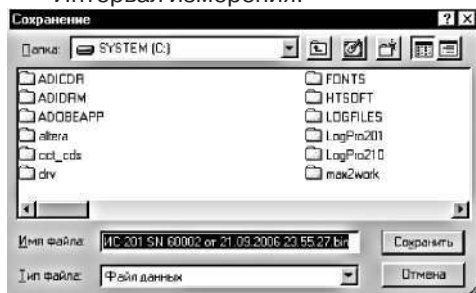 Интервал измерения.
Сохранение
Папка: SYSTEM (C:)
ADICDR
ADIDRM
ADOBEAPP
altera
cct_cds
drv
FONTS
HTSOFT
LOGFILES
LogPro201
LogPro210
max2work
Имя файла: ИС-201 SN 60002 от 21.09.2006 23.55.27.bin Сохранить
Тип файла: Файл данных Отмена